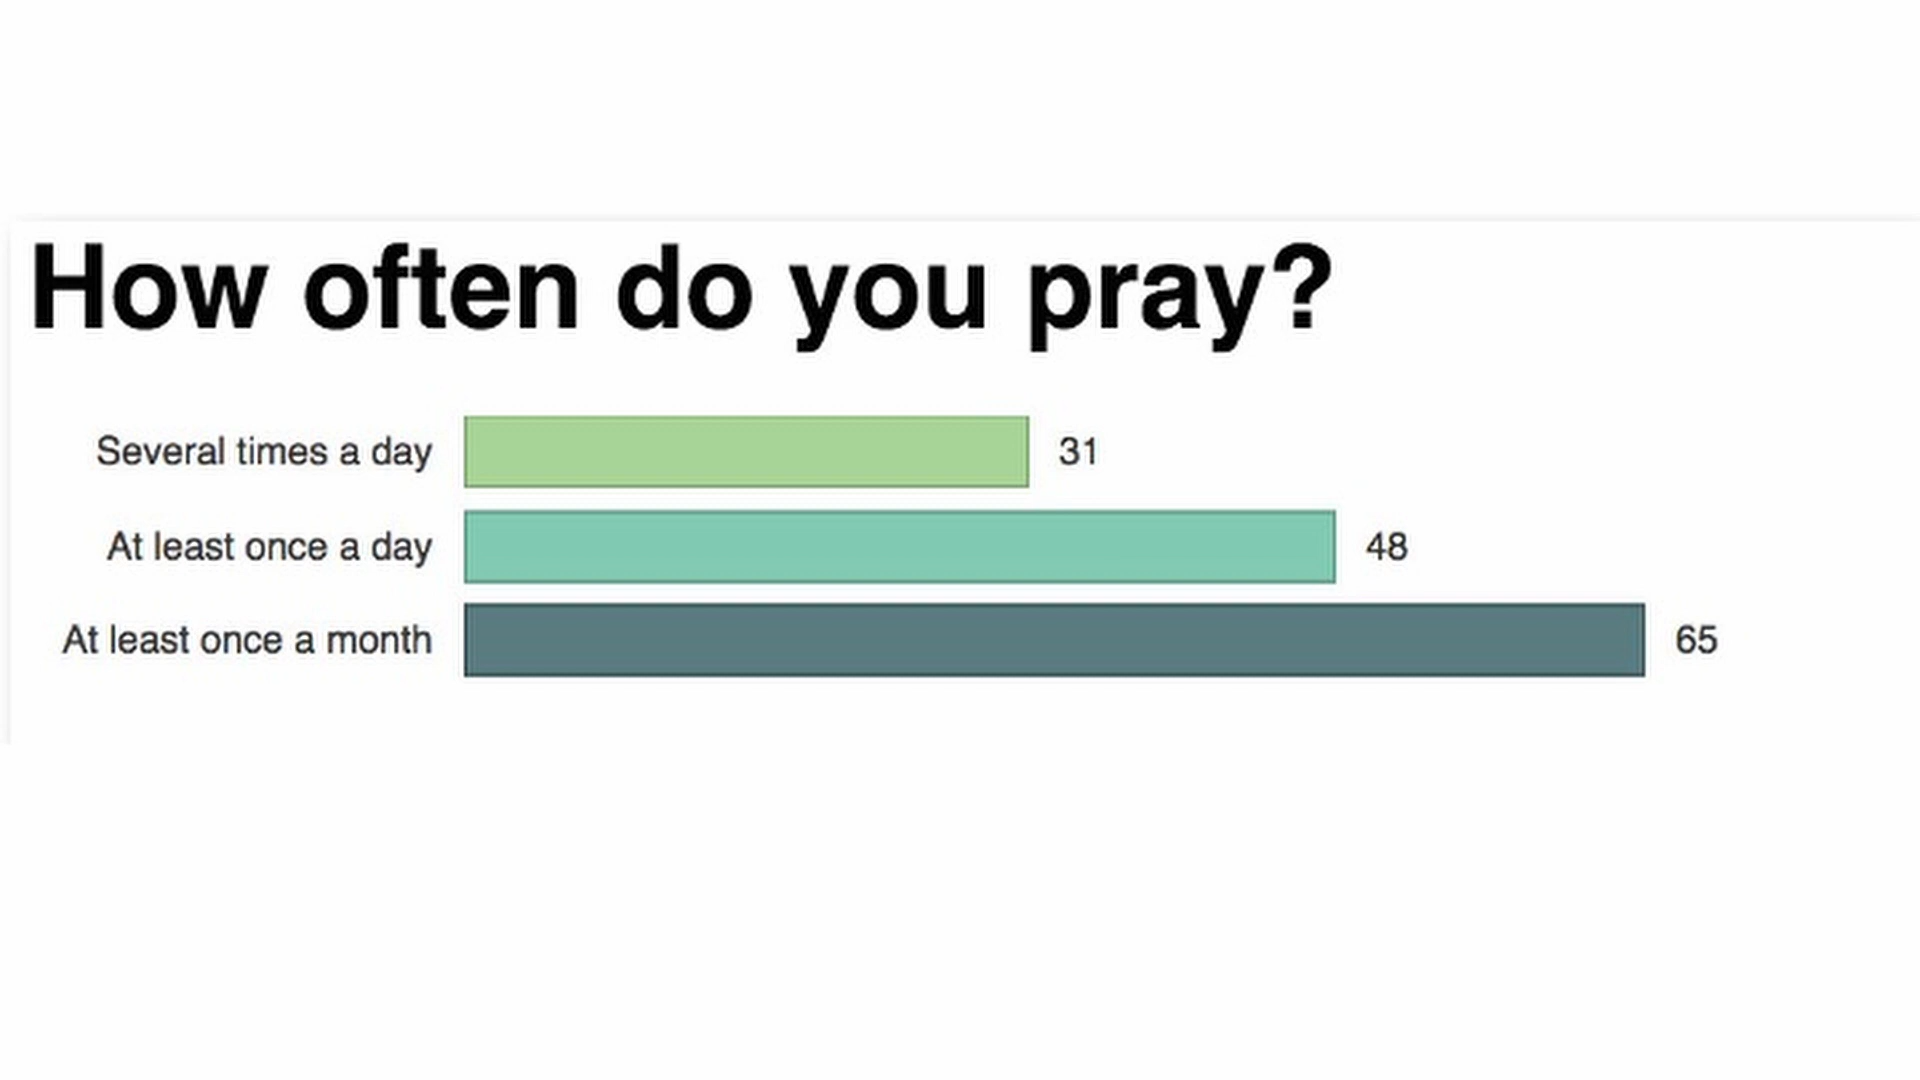 How often do you pray?
Several times a day 31
At least once a day 48
At least once a month 65